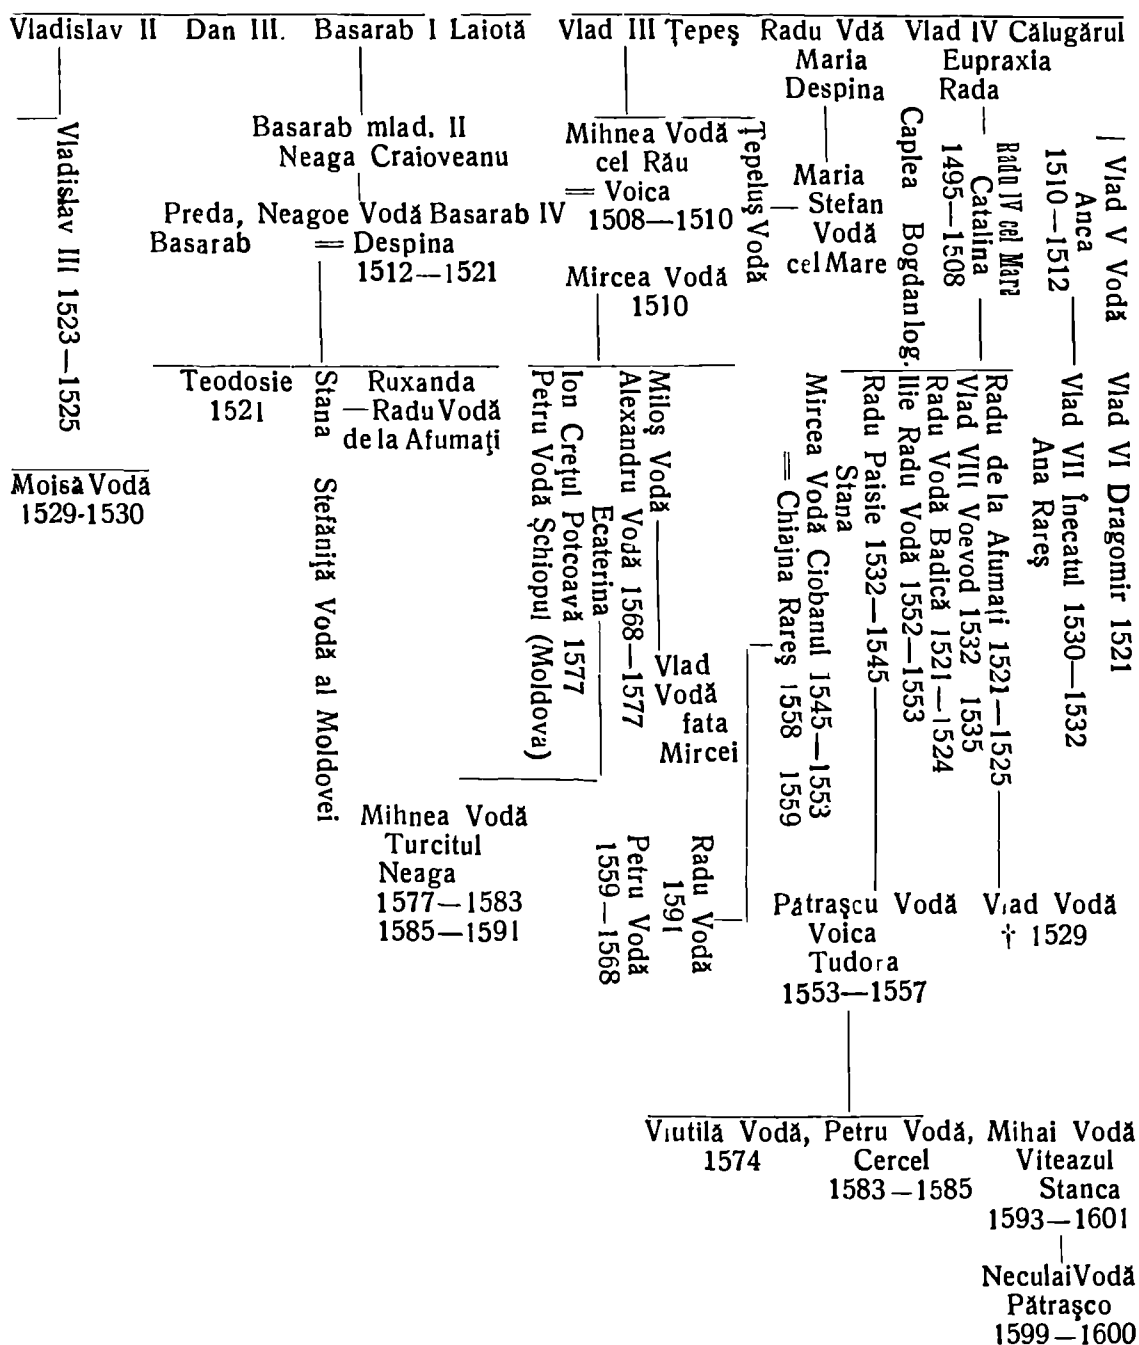 Vladislav II Dan III. Basarab I Laiotă Vlad III Ţepeş Radu Vdă Vlad IV Călugărul
Maria
Despina
Eupraxia
Rada
Vladislav III 1523—1525
Basarab mlad. II
Neaga Craioveanu
Mihnea Vodă
cel Rău
= Voica
1508—1510
Ţepeluş Vodă
Maria
— Stefan
Vodă
cel Mare
Caplea Bogdan log.
Radu IV cel Mare
Catalina
1495—1508
Vlad V Vodă
Anca
1510—1512
Preda, Neagoe Vodă Basarab IV
Basarab = Despina
1512—1521
Mircea Vodă
1510
Teodosie
1521
Stana Stefăniţă Vodă al Moldovei
Ruxanda
— Radu Vodă
de la Afumaţi
Miloş Vodă
Alexandru Vodă 1568—1577
Ecaterina
Ion Creţul Potcoavă 1577
Petru Vodă Şchiopul (Moldova)
Mircea Vodă Ciobanul 1545—1553
Stana
= Chiajna Rareş 1558 1559
Radu Paisie 1532—1545
Ilie Radu Vodă 1552—1553
Radu Vodă Badică 1521—1524
Vlad VIII Voevod 1532 1535
Radu de la Afumaţi 1521—1525
Vlad VII Înecatul 1530—1532
Ana Rareş
Vlad VI Dragomir 1521
Moisă Vodă
1529-1530
Vlad
Vodă
fata
Mircei
Mihnea Vodă
Turcitul
Neaga
1577—1583
1585—1591
Petru Vodă
1559—1568
Radu Vodă
1591
Pătraşcu Vodă
Voica
Tudora
1553—1557
Vlad Vodă
† 1529
Vıutilă Vodă, Petru Vodă, Mihai Vodă
1574 Cercel Viteazul
1583—1585 Stanca
1593—1601
Neculai Vodă
Pătraşco
1599—1600